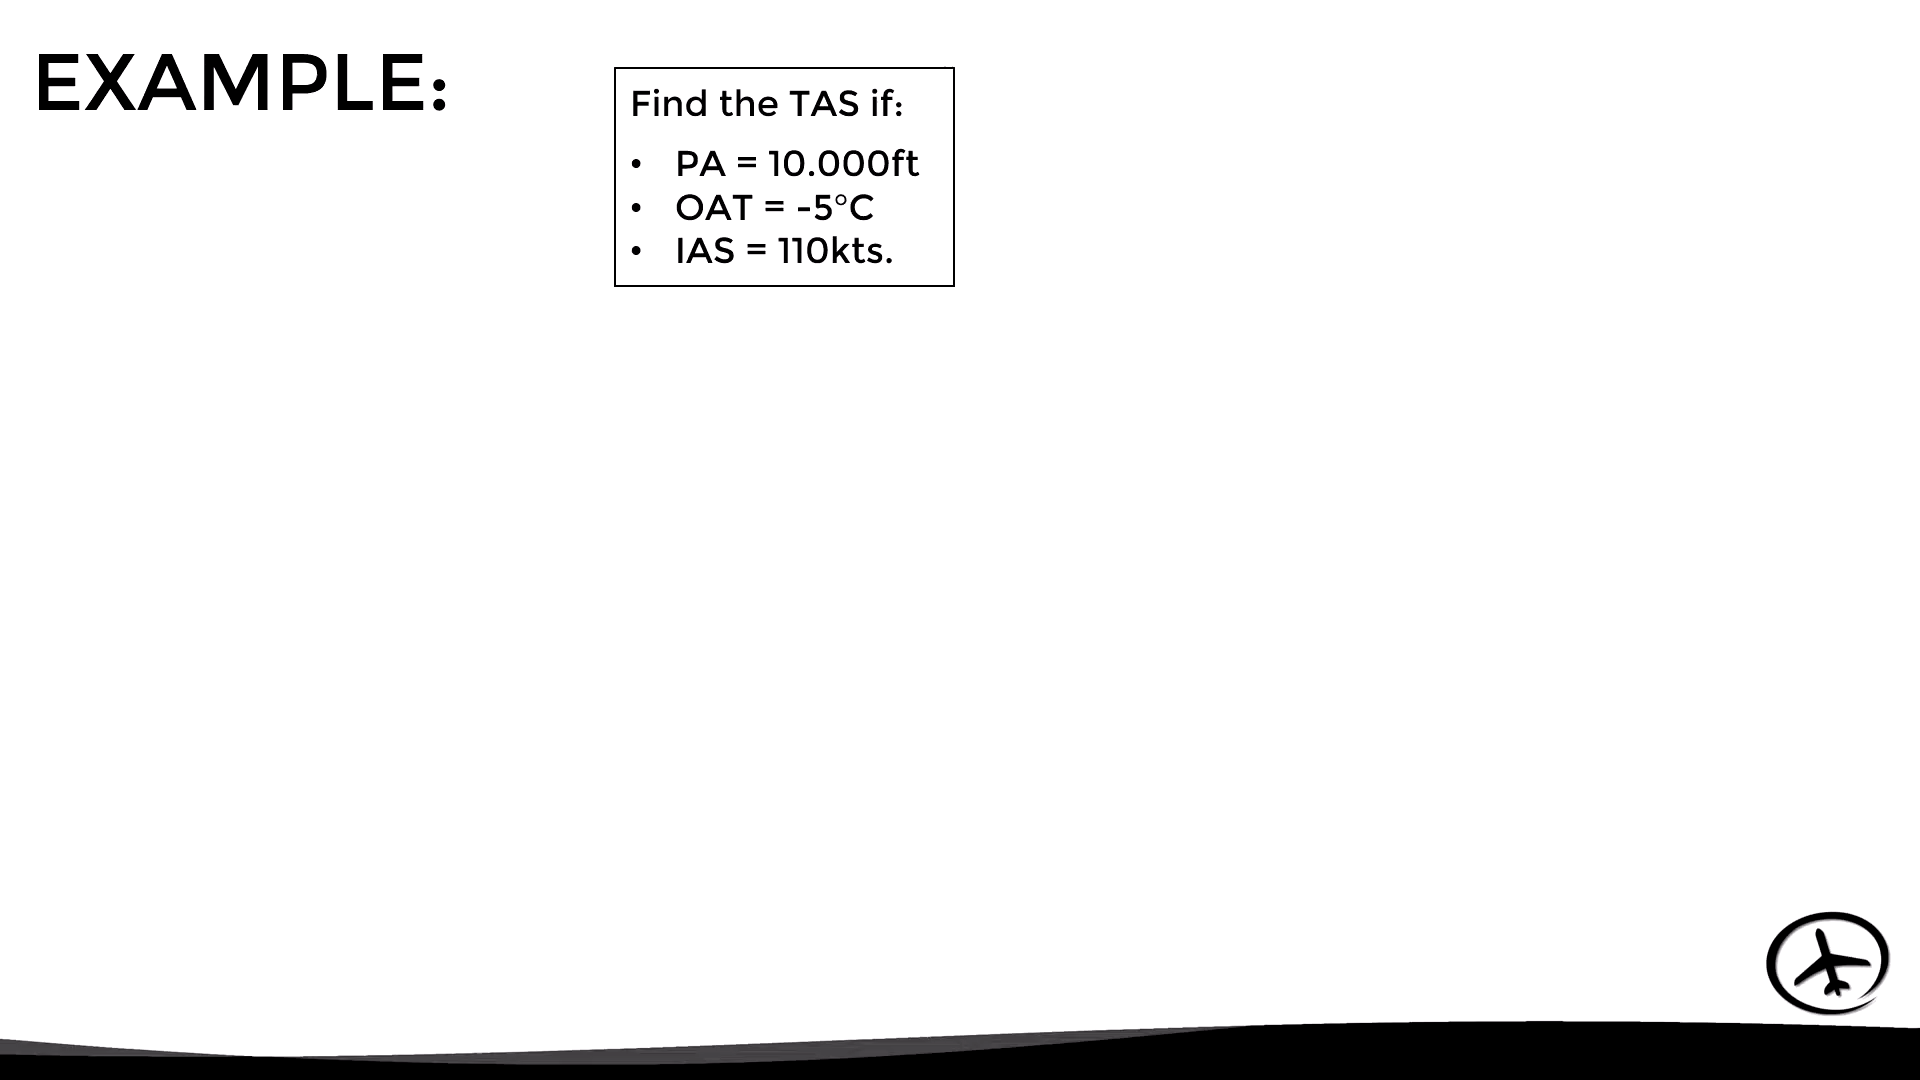 EXAMPLE:
Find the TAS if:
• PA = 10.000ft
• OAT = -5°C
• IAS = 110kts.